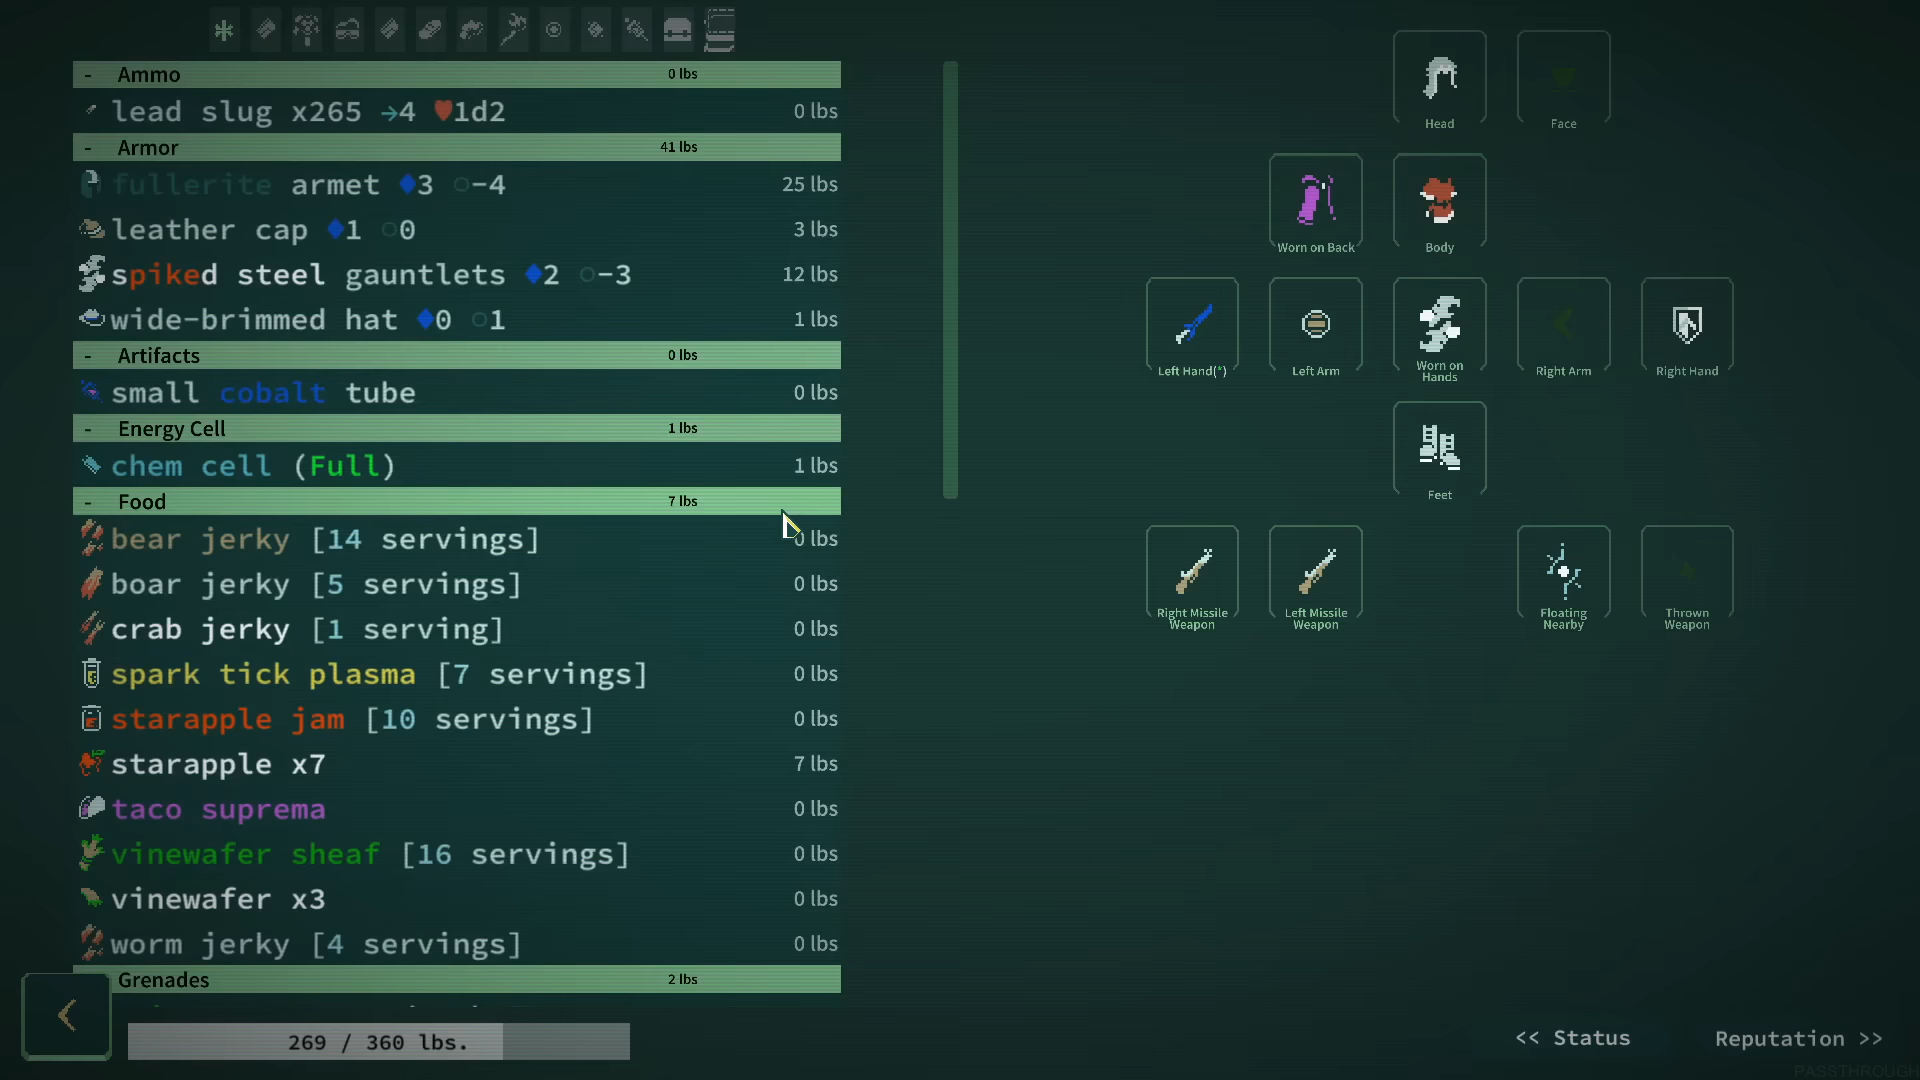 - Ammo 0 lbs
lead slug x265 →4 ♥1d2 0 lbs
- Armor 41 lbs
fullerite armet ♦3 ○-4 25 lbs
leather cap ♦1 ○0 3 lbs
spiked steel gauntlets ♦2 ○-3 12 lbs
wide-brimmed hat ♦0 ○1 1 lbs
- Artifacts 0 lbs
small cobalt tube 0 lbs
- Energy Cell 1 lbs
chem cell (Full) 1 lbs
- Food 7 lbs
bear jerky [14 servings] 0 lbs
boar jerky [5 servings] 0 lbs
crab jerky [1 serving] 0 lbs
spark tick plasma [7 servings] 0 lbs
starapple jam [10 servings] 0 lbs
starapple x7 7 lbs
taco suprema 0 lbs
vinewafer sheaf [16 servings] 0 lbs
vinewafer x3 0 lbs
worm jerky [4 servings] 0 lbs
Grenades 2 lbs
269 / 360 lbs.
Head
Face
Worn on Back
Body
Left Hand(*)
Left Arm
Worn on
Hands
Right Arm
Right Hand
Feet
Right Missile
Weapon
Left Missile
Weapon
Floating
Nearby
Thrown
Weapon
<< Status
Reputation >>
PASSTHROUGH